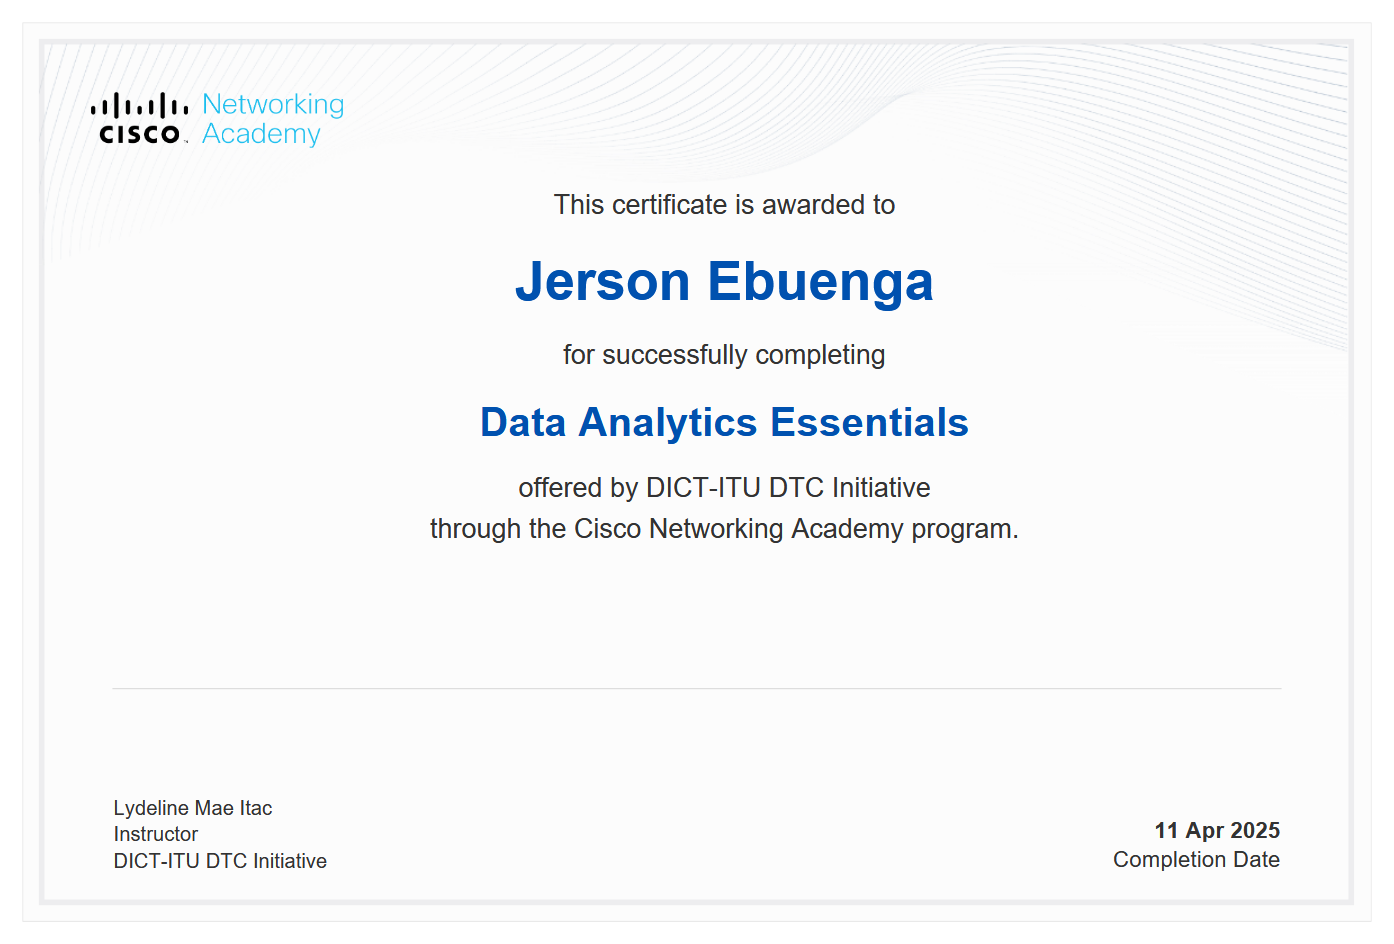 CISCO™ Networking Academy
This certificate is awarded to
Jerson Ebuenga
for successfully completing
Data Analytics Essentials
offered by DICT-ITU DTC Initiative
through the Cisco Networking Academy program.
Lydeline Mae Itac
Instructor
DICT-ITU DTC Initiative
11 Apr 2025
Completion Date